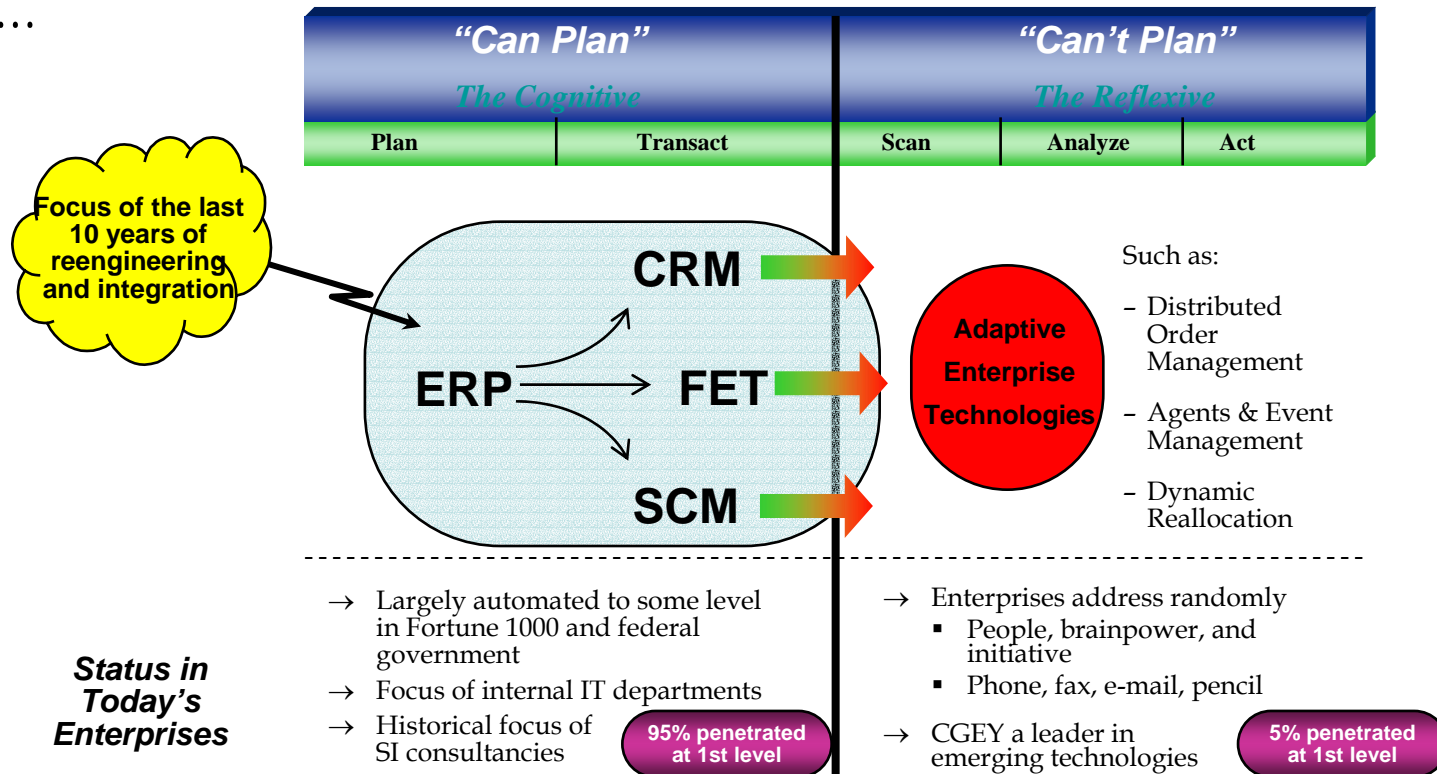 …
“Can Plan”
“Can’t Plan”
The Cognitive
The Reflexive
Plan
Transact
Scan
Analyze
Act
Focus of the last
10 years of
reengineering
and integration
CRM
ERP
FET
SCM
Adaptive
Enterprise
Technologies
Such as:
– Distributed
Order
Management
– Agents & Event
Management
– Dynamic
Reallocation
Status in
Today’s
Enterprises
→ Largely automated to some level
in Fortune 1000 and federal
government
→ Focus of internal IT departments
→ Historical focus of
SI consultancies
95% penetrated
at 1st level
→ Enterprises address randomly
▪ People, brainpower, and
initiative
▪ Phone, fax, e-mail, pencil
→ CGEY a leader in
emerging technologies
5% penetrated
at 1st level